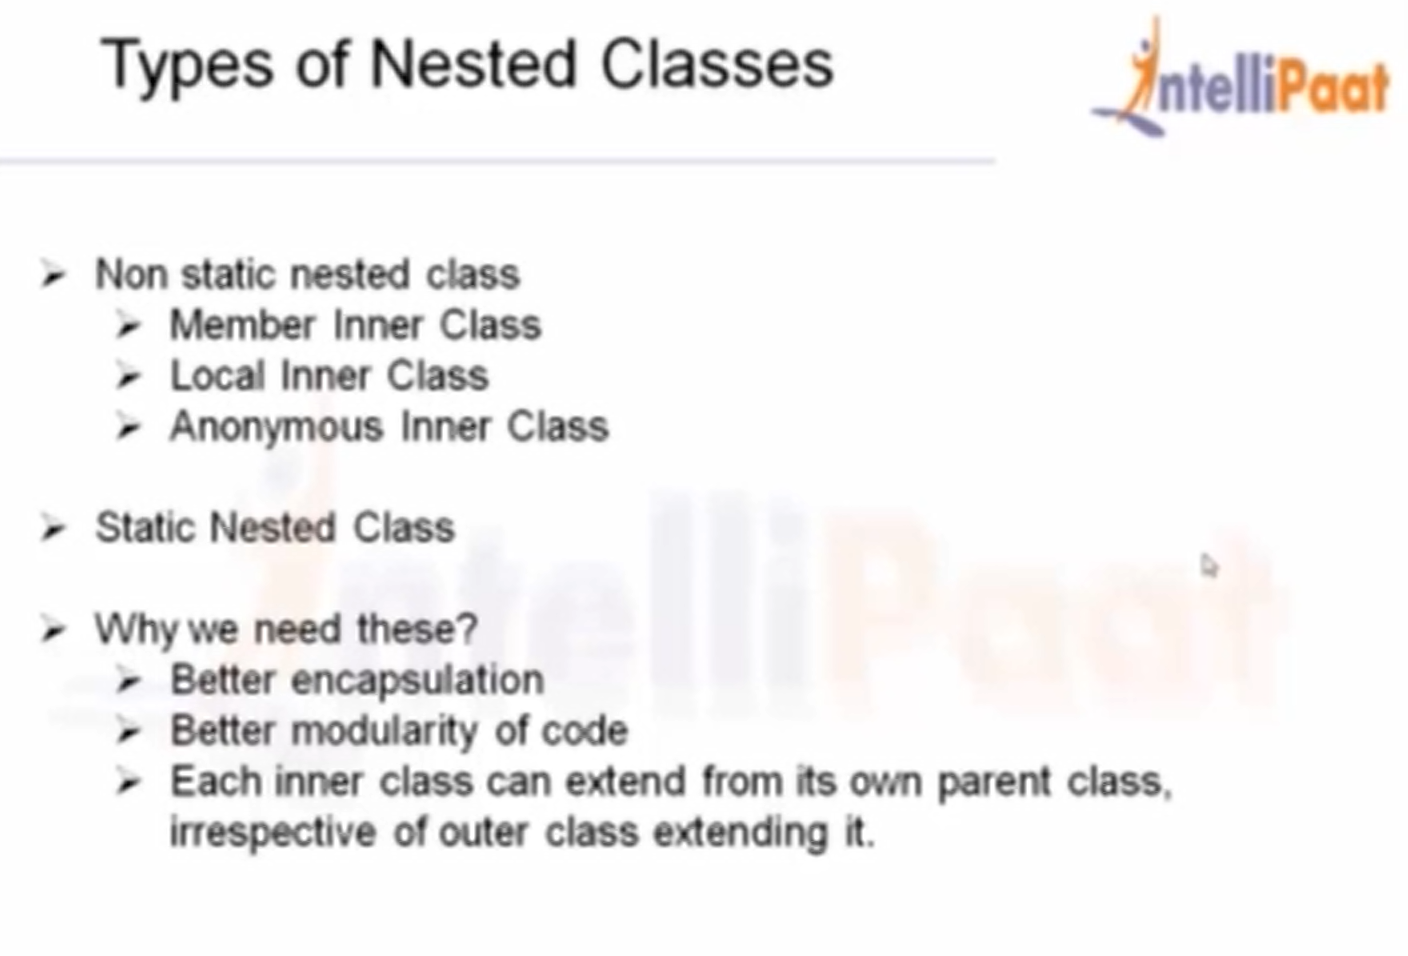 Types of Nested Classes
IntelliPaat
Non static nested class
Member Inner Class
Local Inner Class
Anonymous Inner Class
Static Nested Class
Why we need these?
Better encapsulation
Better modularity of code
Each inner class can extend from its own parent class,
irrespective of outer class extending it.
IntelliPaat